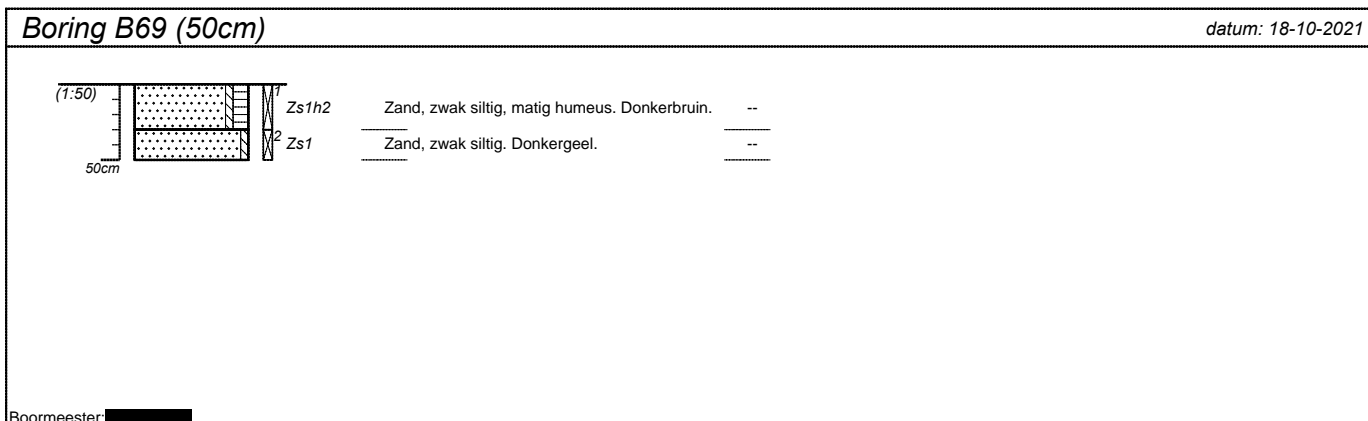 Boring B69 (50cm) datum: 18-10-2021
(1:50) 1 Zs1h2 Zand, zwak siltig, matig humeus. Donkerbruin. --
2 Zs1 Zand, zwak siltig. Donkergeel. --
50cm
Boormeester: